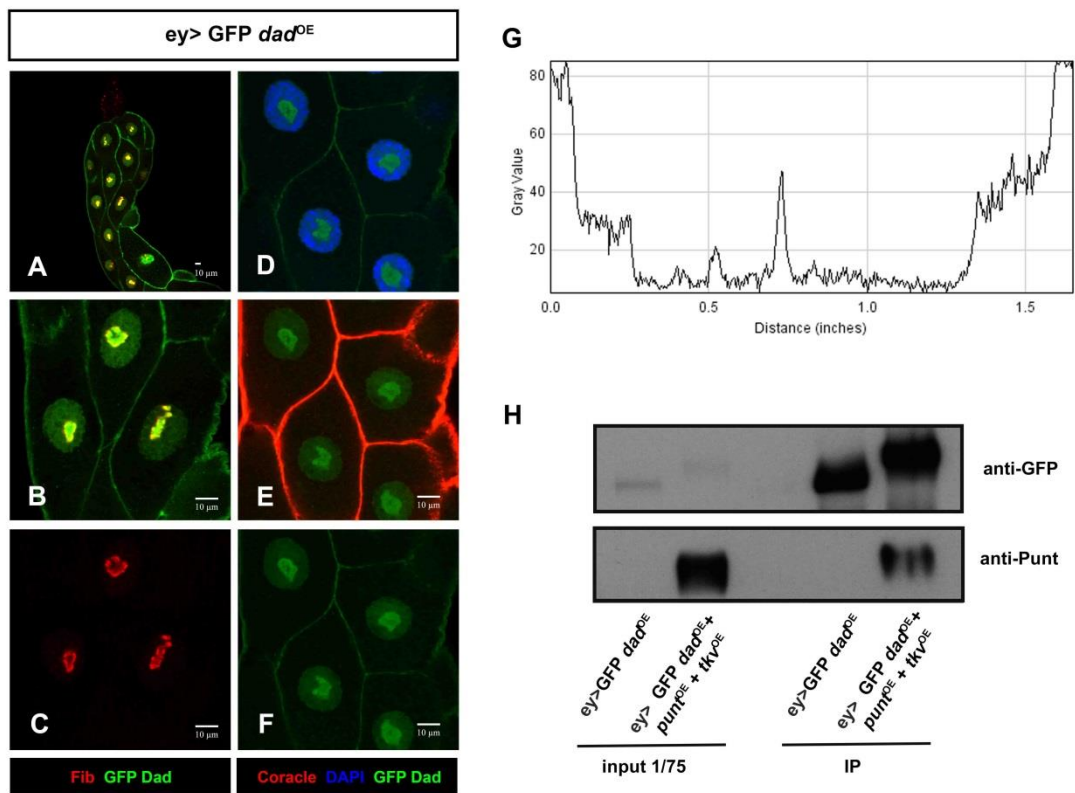 ey> GFP dadᴼᴱ
A
10 µm
B
10 µm
C
10 µm
D
E
10 µm
F
10 µm
Fib GFP Dad
Coracle DAPI GFP Dad
G
80
60
40
20
Gray Value
0.0 0.5 1.0 1.5
Distance (inches)
H
anti-GFP
anti-Punt
ey>GFP dadᴼᴱ
ey> GFP dadᴼᴱ+
puntᴼᴱ + tkvᴼᴱ
ey>GFP dadᴼᴱ
ey> GFP dadᴼᴱ+
puntᴼᴱ + tkvᴼᴱ
input 1/75
IP